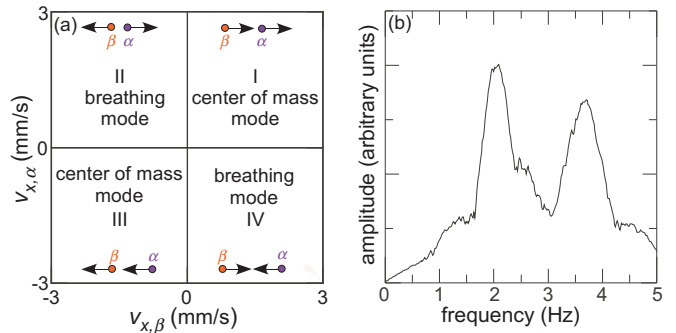 (a)
β α
β α
II
breathing
mode
I
center of mass
mode
center of mass
mode
III
breathing
mode
IV
β α
β α
3
0
-3
-3 0 3
v_{x,α} (mm/s)
v_{x,β} (mm/s)
(b)
amplitude (arbitrary units)
0 1 2 3 4 5
frequency (Hz)